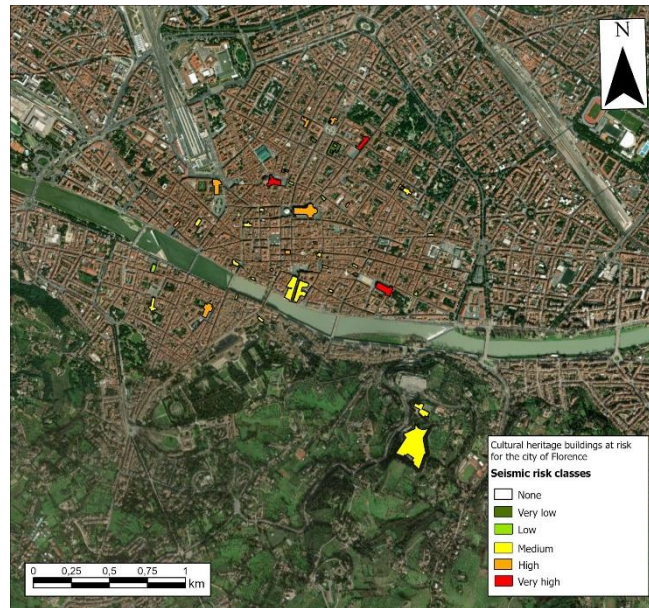 N
Cultural heritage buildings at risk
for the city of Florence
Seismic risk classes
None
Very low
Low
Medium
High
Very high
0 0,25 0,5 0,75 1
km